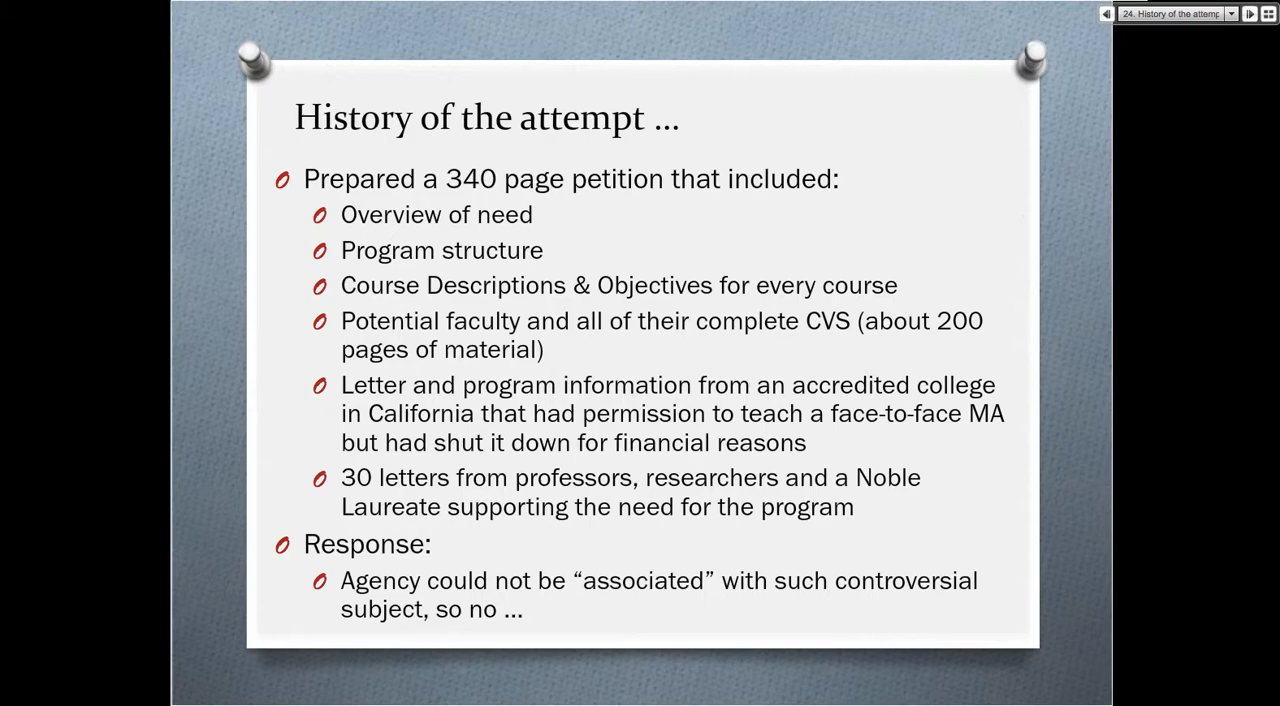 24. History of the attemp
History of the attempt ...
Prepared a 340 page petition that included:
Overview of need
Program structure
Course Descriptions & Objectives for every course
Potential faculty and all of their complete CVS (about 200
pages of material)
Letter and program information from an accredited college
in California that had permission to teach a face-to-face MA
but had shut it down for financial reasons
30 letters from professors, researchers and a Noble
Laureate supporting the need for the program
Response:
Agency could not be “associated” with such controversial
subject, so no ...